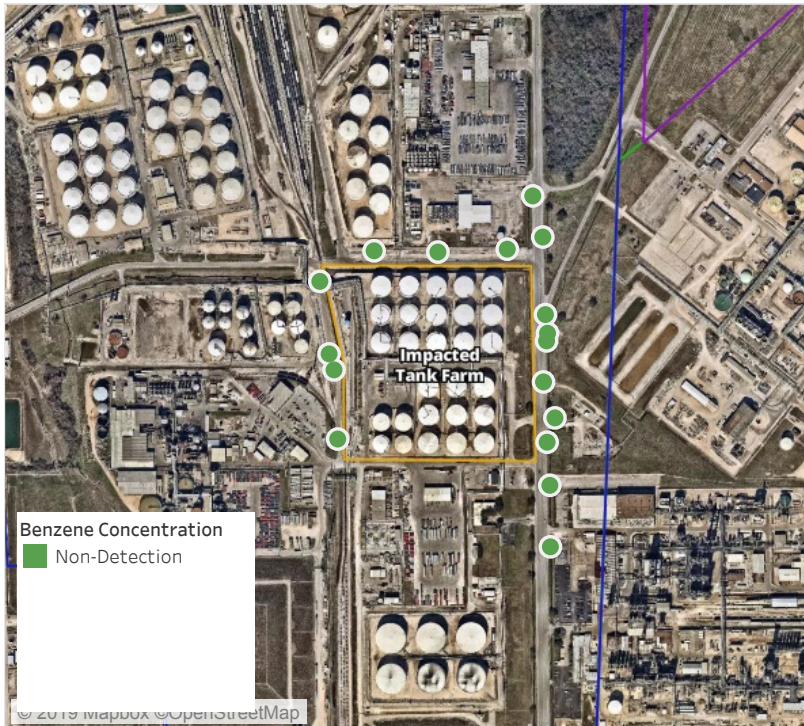 Impacted
Tank Farm
Benzene Concentration
Non-Detection
© 2019 Mapbox ©OpenStreetMap